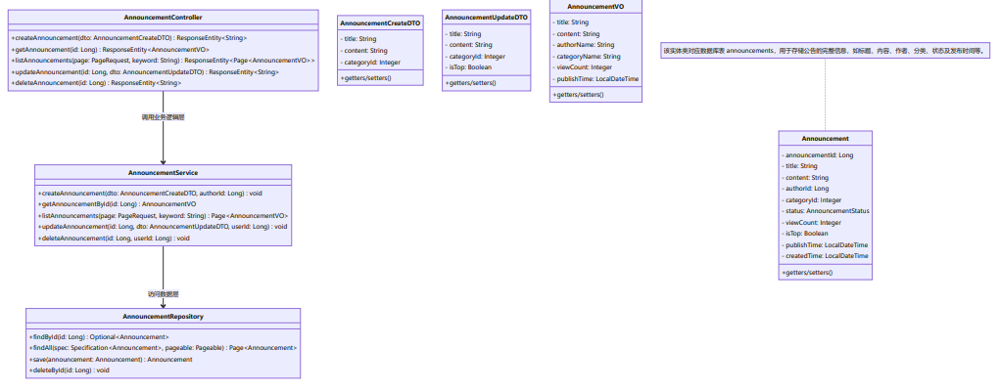 AnnouncementController
+createAnnouncement(dto: AnnouncementCreateDTO) : ResponseEntity<String>
+getAnnouncement(id: Long) : ResponseEntity<AnnouncementVO>
+listAnnouncements(page: PageRequest, keyword: String) : ResponseEntity<Page<AnnouncementVO>>
+updateAnnouncement(id: Long, dto: AnnouncementUpdateDTO) : ResponseEntity<String>
+deleteAnnouncement(id: Long) : ResponseEntity<String>
调用业务逻辑层
AnnouncementService
+createAnnouncement(dto: AnnouncementCreateDTO, authorId: Long) : void
+getAnnouncementById(id: Long) : AnnouncementVO
+listAnnouncements(page: PageRequest, keyword: String) : Page<AnnouncementVO>
+updateAnnouncement(id: Long, dto: AnnouncementUpdateDTO, userId: Long) : void
+deleteAnnouncement(id: Long, userId: Long) : void
访问数据层
AnnouncementRepository
+findById(id: Long) : Optional<Announcement>
+findAll(spec: Specification<Announcement>, pageable: Pageable) : Page<Announcement>
+save(announcement: Announcement) : Announcement
+deleteById(id: Long) : void
AnnouncementCreateDTO
- title: String
- content: String
- categoryId: Integer
+getters/setters()
AnnouncementUpdateDTO
- title: String
- content: String
- categoryId: Integer
- isTop: Boolean
+getters/setters()
AnnouncementVO
- title: String
- content: String
- authorName: String
- categoryName: String
- viewCount: Integer
- publishTime: LocalDateTime
+getters/setters()
该实体类对应数据库表 announcements，用于存储公告的完整信息，如标题、内容、作者、分类、状态及发布时间等。
Announcement
- announcementId: Long
- title: String
- content: String
- authorId: Long
- categoryId: Integer
- status: AnnouncementStatus
- viewCount: Integer
- isTop: Boolean
- publishTime: LocalDateTime
- createdTime: LocalDateTime
+getters/setters()